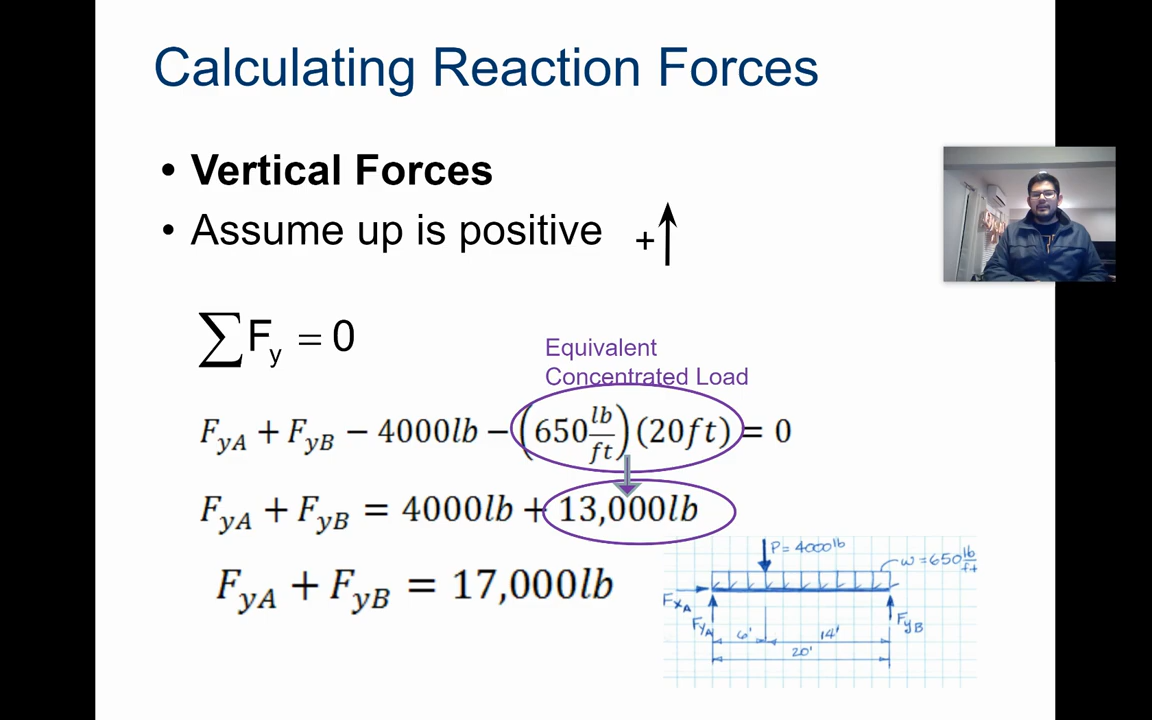 Calculating Reaction Forces
• Vertical Forces
• Assume up is positive +↑
∑Fy = 0
Equivalent
Concentrated Load
FyA + FyB − 4000lb − (650 lb/ft)(20ft) = 0
FyA + FyB = 4000lb + 13,000lb
FyA + FyB = 17,000lb
P = 4000 lb
w = 650 lb/ft
FxA
FyA
FyB
6' 14'
20'